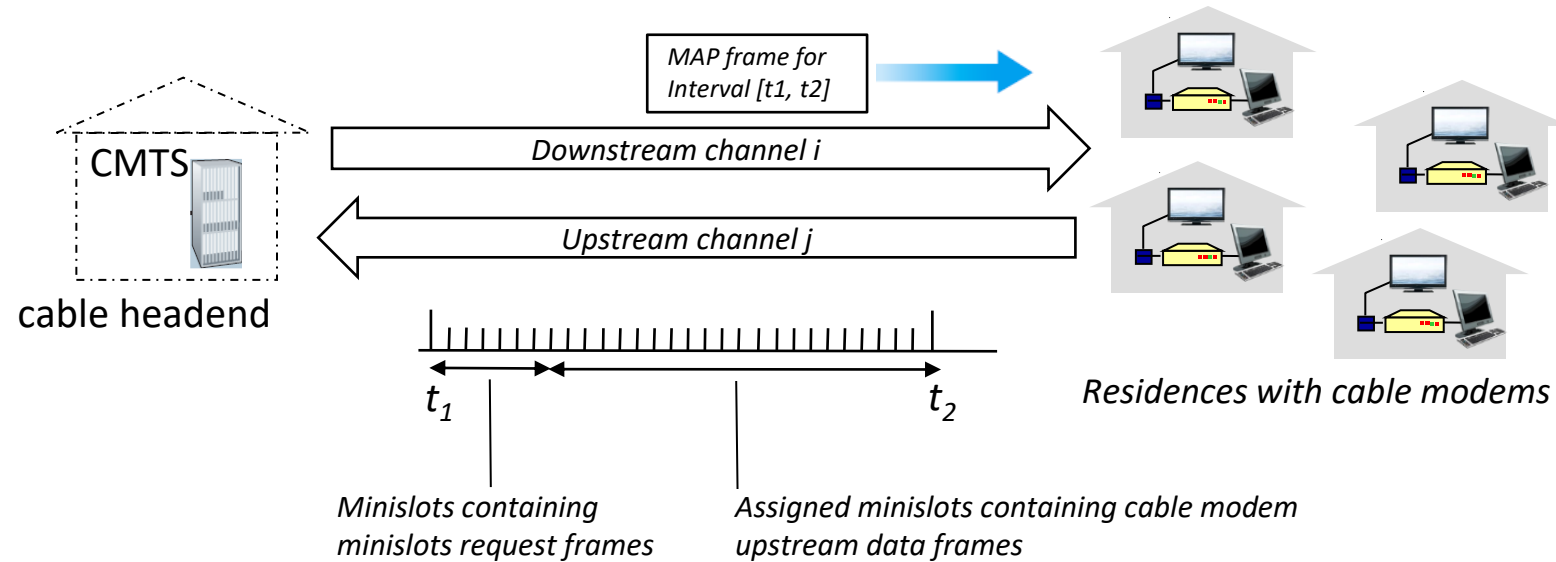 MAP frame for
Interval [t1, t2]
CMTS
Downstream channel i
Upstream channel j
cable headend
t1
t2
Residences with cable modems
Minislots containing
minislots request frames
Assigned minislots containing cable modem
upstream data frames